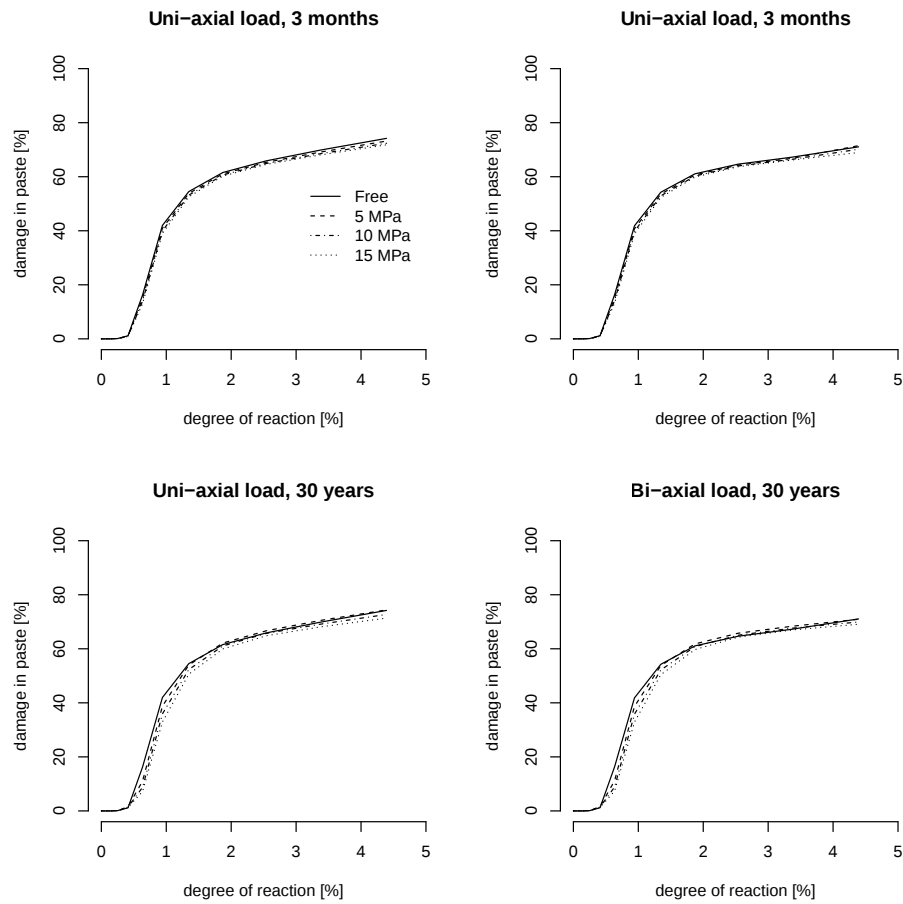 Uni−axial load, 3 months
damage in paste [%]
0 20 40 60 80 100
Free
5 MPa
10 MPa
15 MPa
0 1 2 3 4 5
degree of reaction [%]
Uni−axial load, 3 months
damage in paste [%]
0 20 40 60 80 100
0 1 2 3 4 5
degree of reaction [%]
Uni−axial load, 30 years
damage in paste [%]
0 20 40 60 80 100
0 1 2 3 4 5
degree of reaction [%]
Bi−axial load, 30 years
damage in paste [%]
0 20 40 60 80 100
0 1 2 3 4 5
degree of reaction [%]